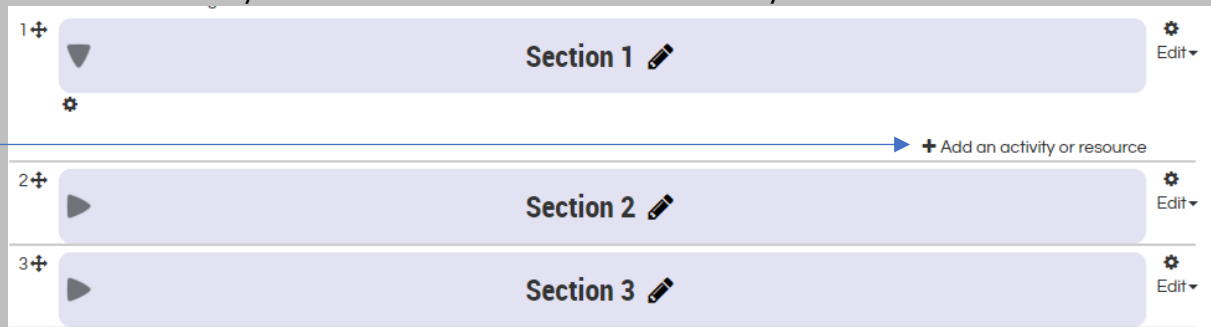 1
Section 1
Edit
+ Add an activity or resource
2
Section 2
Edit
3
Section 3
Edit